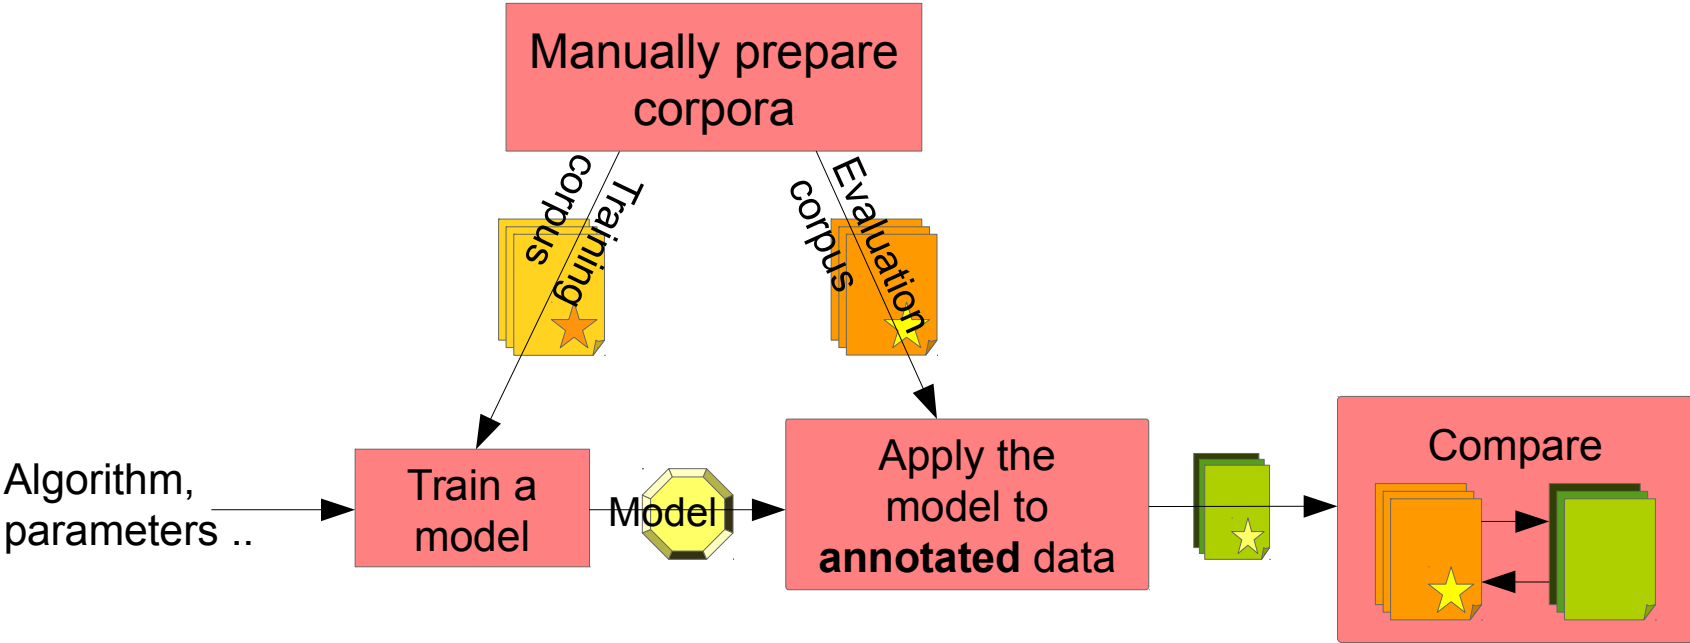 Manually prepare
corpora
Training
corpus
Evaluation
corpus
Algorithm,
parameters ..
Train a
model
Model
Apply the
model to
annotated data
Compare